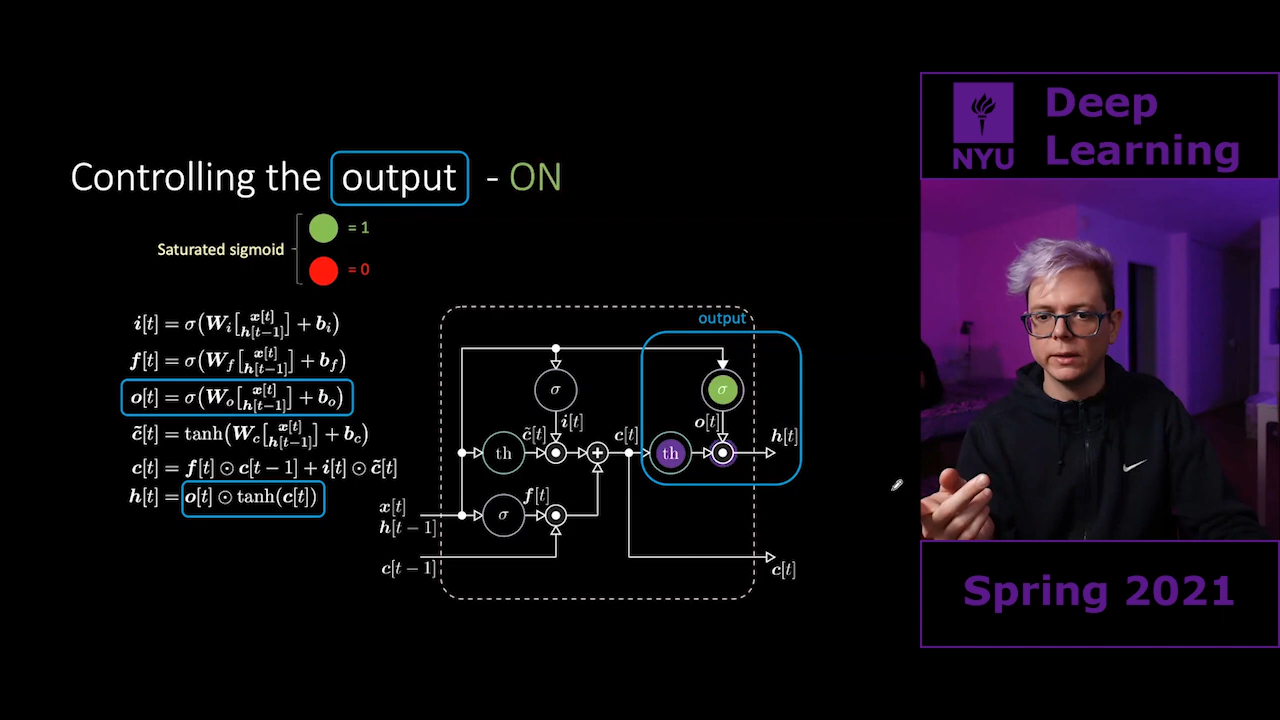 Controlling the output - ON
= 1
Saturated sigmoid
= 0
i[t] = σ(W_i[x[t] h[t−1]] + b_i)
f[t] = σ(W_f[x[t] h[t−1]] + b_f)
o[t] = σ(W_o[x[t] h[t−1]] + b_o)
c̃[t] = tanh(W_c[x[t] h[t−1]] + b_c)
c[t] = f[t] ⊙ c[t − 1] + i[t] ⊙ c̃[t]
h[t] = o[t] ⊙ tanh(c[t])
output
σ
σ
i[t]
o[t]
c̃[t]
c[t]
h[t]
th
th
f[t]
σ
x[t]
h[t − 1]
c[t − 1]
c[t]
NYU
Deep
Learning
Spring 2021